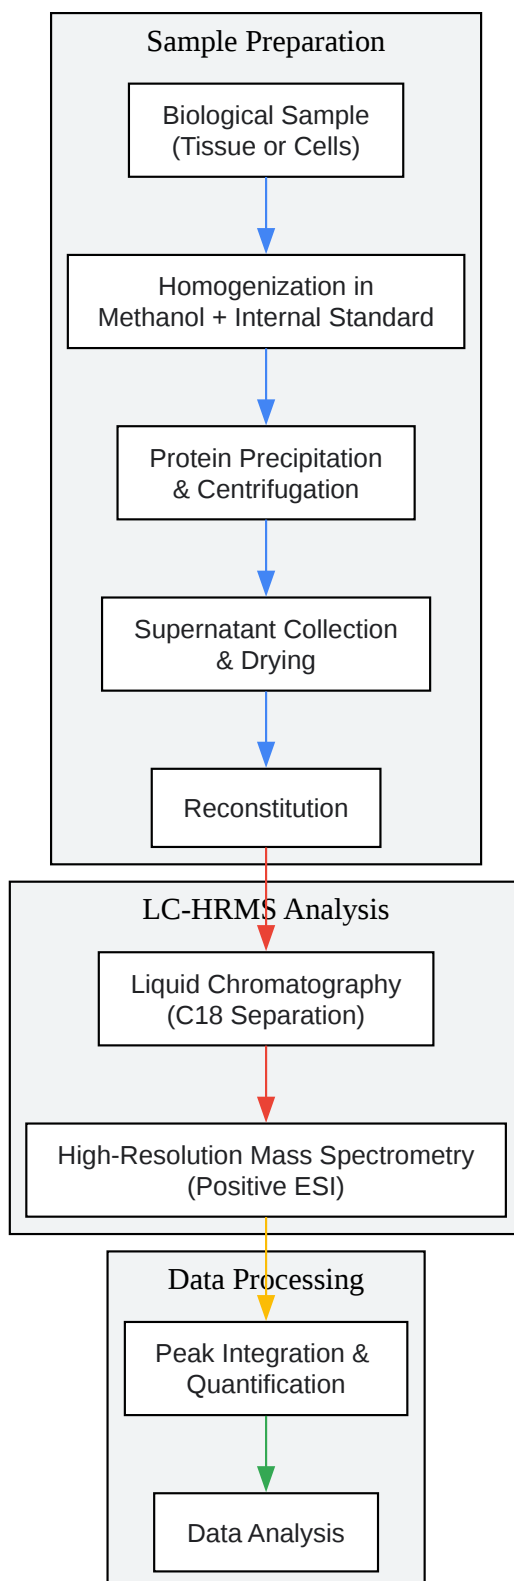 Sample Preparation
Biological Sample
(Tissue or Cells)
Homogenization in
Methanol + Internal Standard
Protein Precipitation
& Centrifugation
Supernatant Collection
& Drying
Reconstitution
LC-HRMS Analysis
Liquid Chromatography
(C18 Separation)
High-Resolution Mass Spectrometry
(Positive ESI)
Data Processing
Peak Integration &
Quantification
Data Analysis